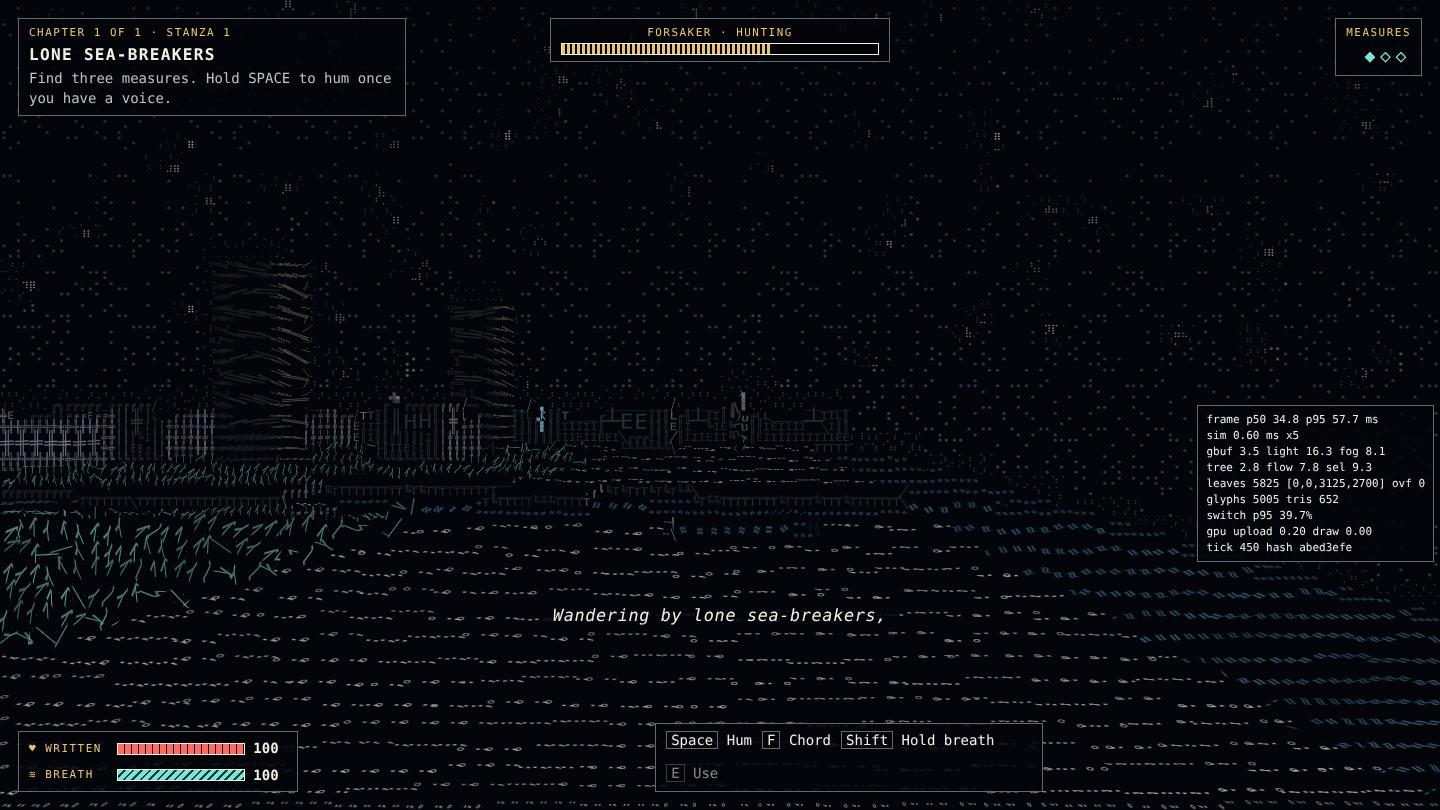 CHAPTER 1 OF 1 · STANZA 1
LONE SEA-BREAKERS
Find three measures. Hold SPACE to hum once
you have a voice.
FORSAKER · HUNTING
MEASURES
frame p50 34.8 p95 57.7 ms
sim 0.60 ms x5
gbuf 3.5 light 16.3 fog 8.1
tree 2.8 flow 7.8 sel 9.3
leaves 5825 [0,0,3125,2700] ovf 0
glyphs 5005 tris 652
switch p95 39.7%
gpu upload 0.20 draw 0.00
tick 450 hash abed3efe
Wandering by lone sea-breakers,
♥ WRITTEN 100
≋ BREATH 100
Space Hum F Chord Shift Hold breath
E Use